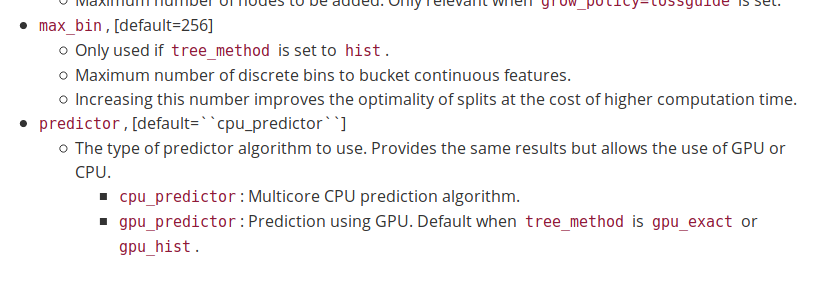 Maximum number of nodes to be added. Only relevant when grow_policy=lossguide is set.
max_bin , [default=256]
Only used if tree_method is set to hist .
Maximum number of discrete bins to bucket continuous features.
Increasing this number improves the optimality of splits at the cost of higher computation time.
predictor , [default=``cpu_predictor``]
The type of predictor algorithm to use. Provides the same results but allows the use of GPU or
CPU.
cpu_predictor : Multicore CPU prediction algorithm.
gpu_predictor : Prediction using GPU. Default when tree_method is gpu_exact or
gpu_hist .